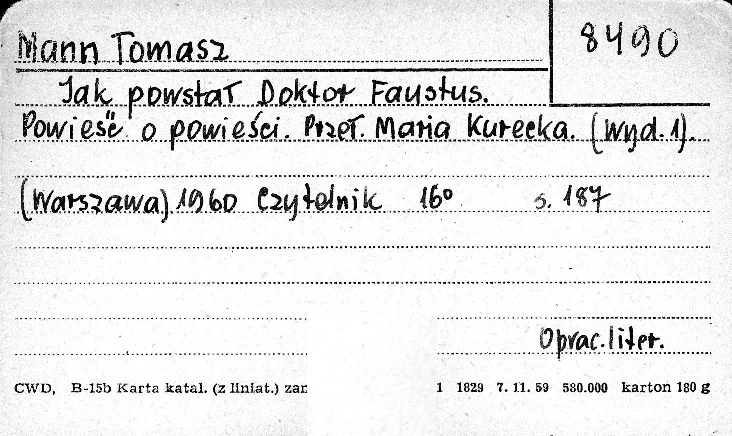 Mann Tomasz
8490
Jak powstał Doktor Faustus.
Powieść o powieści. Przeł. Maria Kurecka. (Wyd. 1).
(Warszawa) 1960 Czytelnik 16° s. 187
Oprac. liter.
CWD, B-15b Karta katal. (z liniat.) zam 1 1829 7. 11. 59 580.000 karton 180 g